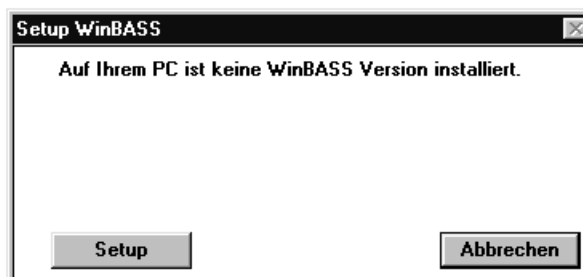 Setup WinBASS
Auf Ihrem PC ist keine WinBASS Version installiert.
Setup
Abbrechen